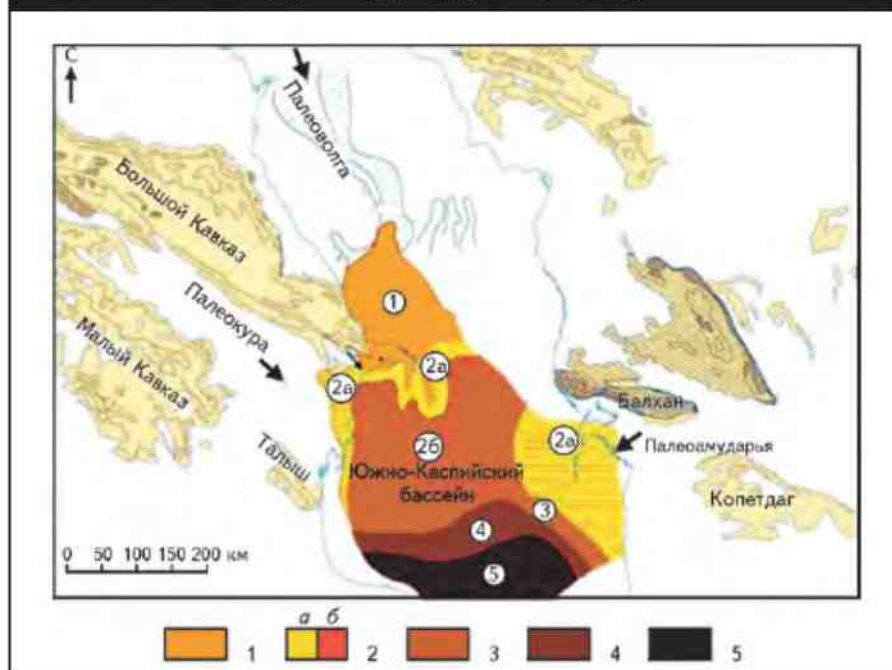 С
Палеоволга
Большой Кавказ
Палеокура
Малый Кавказ
Талыш
1
2а
2а
2б
2а
Южно-Каспийский
бассейн
3
4
5
Балхан
Палеоамударья
Копетдаг
0 50 100 150 200 км
а б
1 2 3 4 5